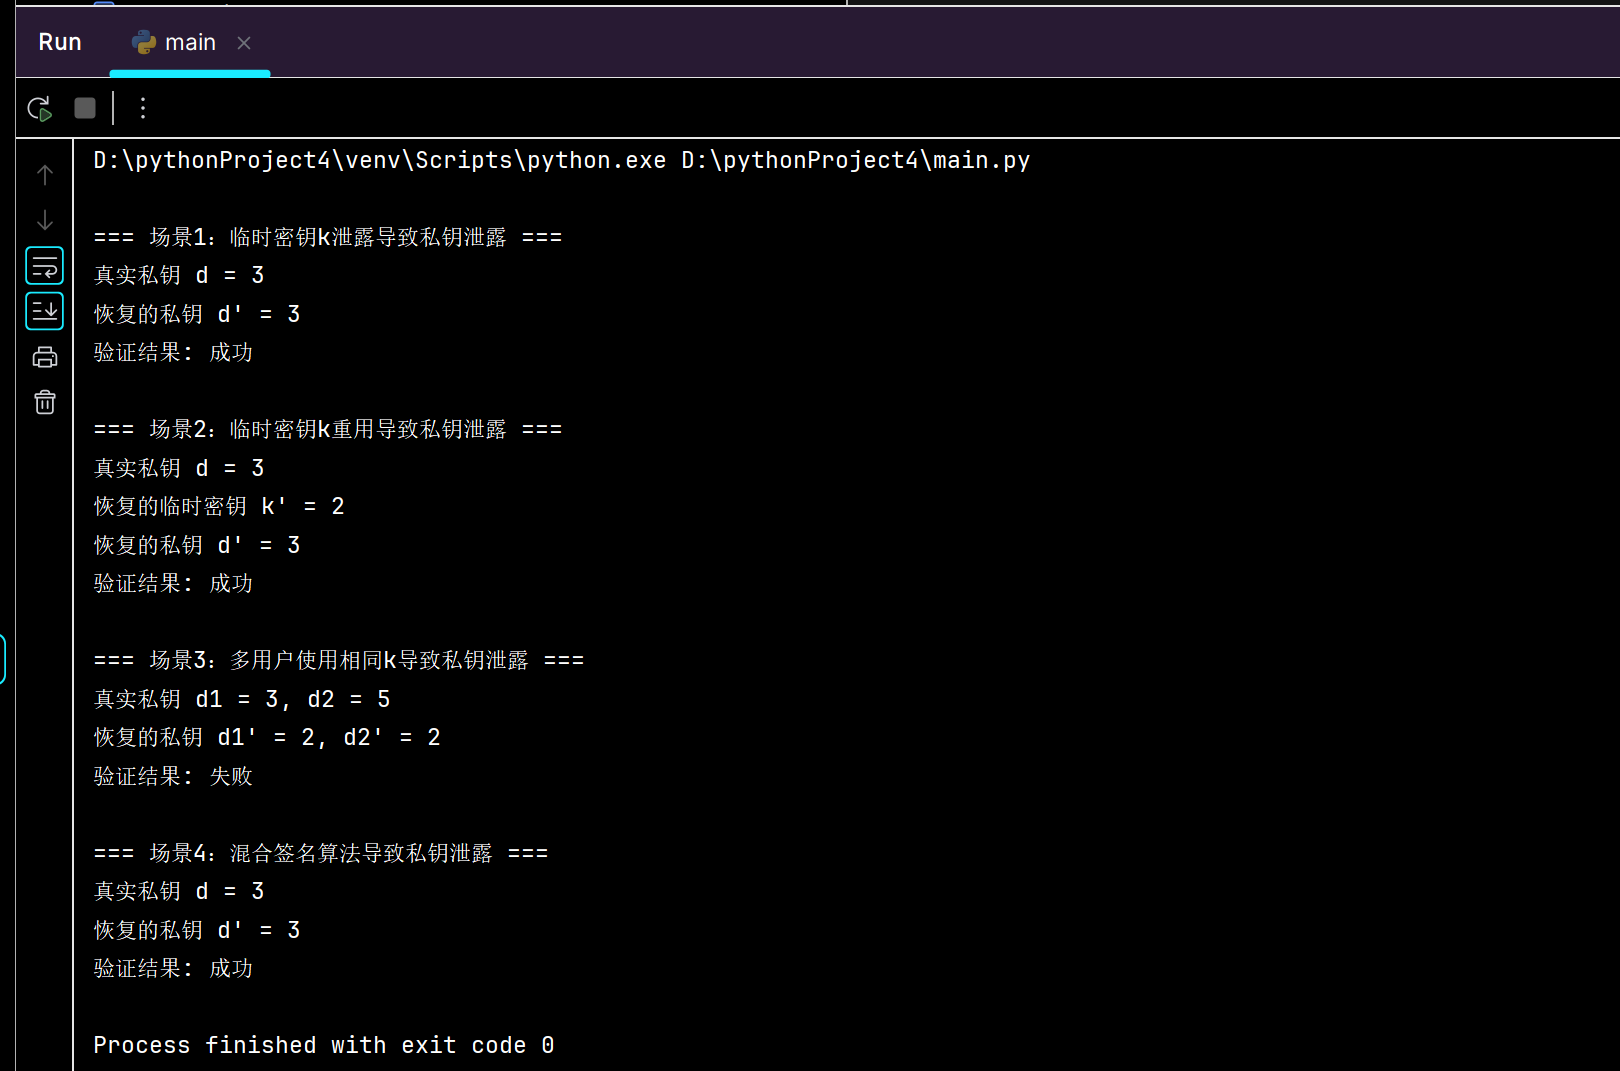 Run main
D:\pythonProject4\venv\Scripts\python.exe D:\pythonProject4\main.py
=== 场景1：临时密钥k泄露导致私钥泄露 ===
真实私钥 d = 3
恢复的私钥 d' = 3
验证结果: 成功
=== 场景2：临时密钥k重用导致私钥泄露 ===
真实私钥 d = 3
恢复的临时密钥 k' = 2
恢复的私钥 d' = 3
验证结果: 成功
=== 场景3：多用户使用相同k导致私钥泄露 ===
真实私钥 d1 = 3, d2 = 5
恢复的私钥 d1' = 2, d2' = 2
验证结果: 失败
=== 场景4：混合签名算法导致私钥泄露 ===
真实私钥 d = 3
恢复的私钥 d' = 3
验证结果: 成功
Process finished with exit code 0